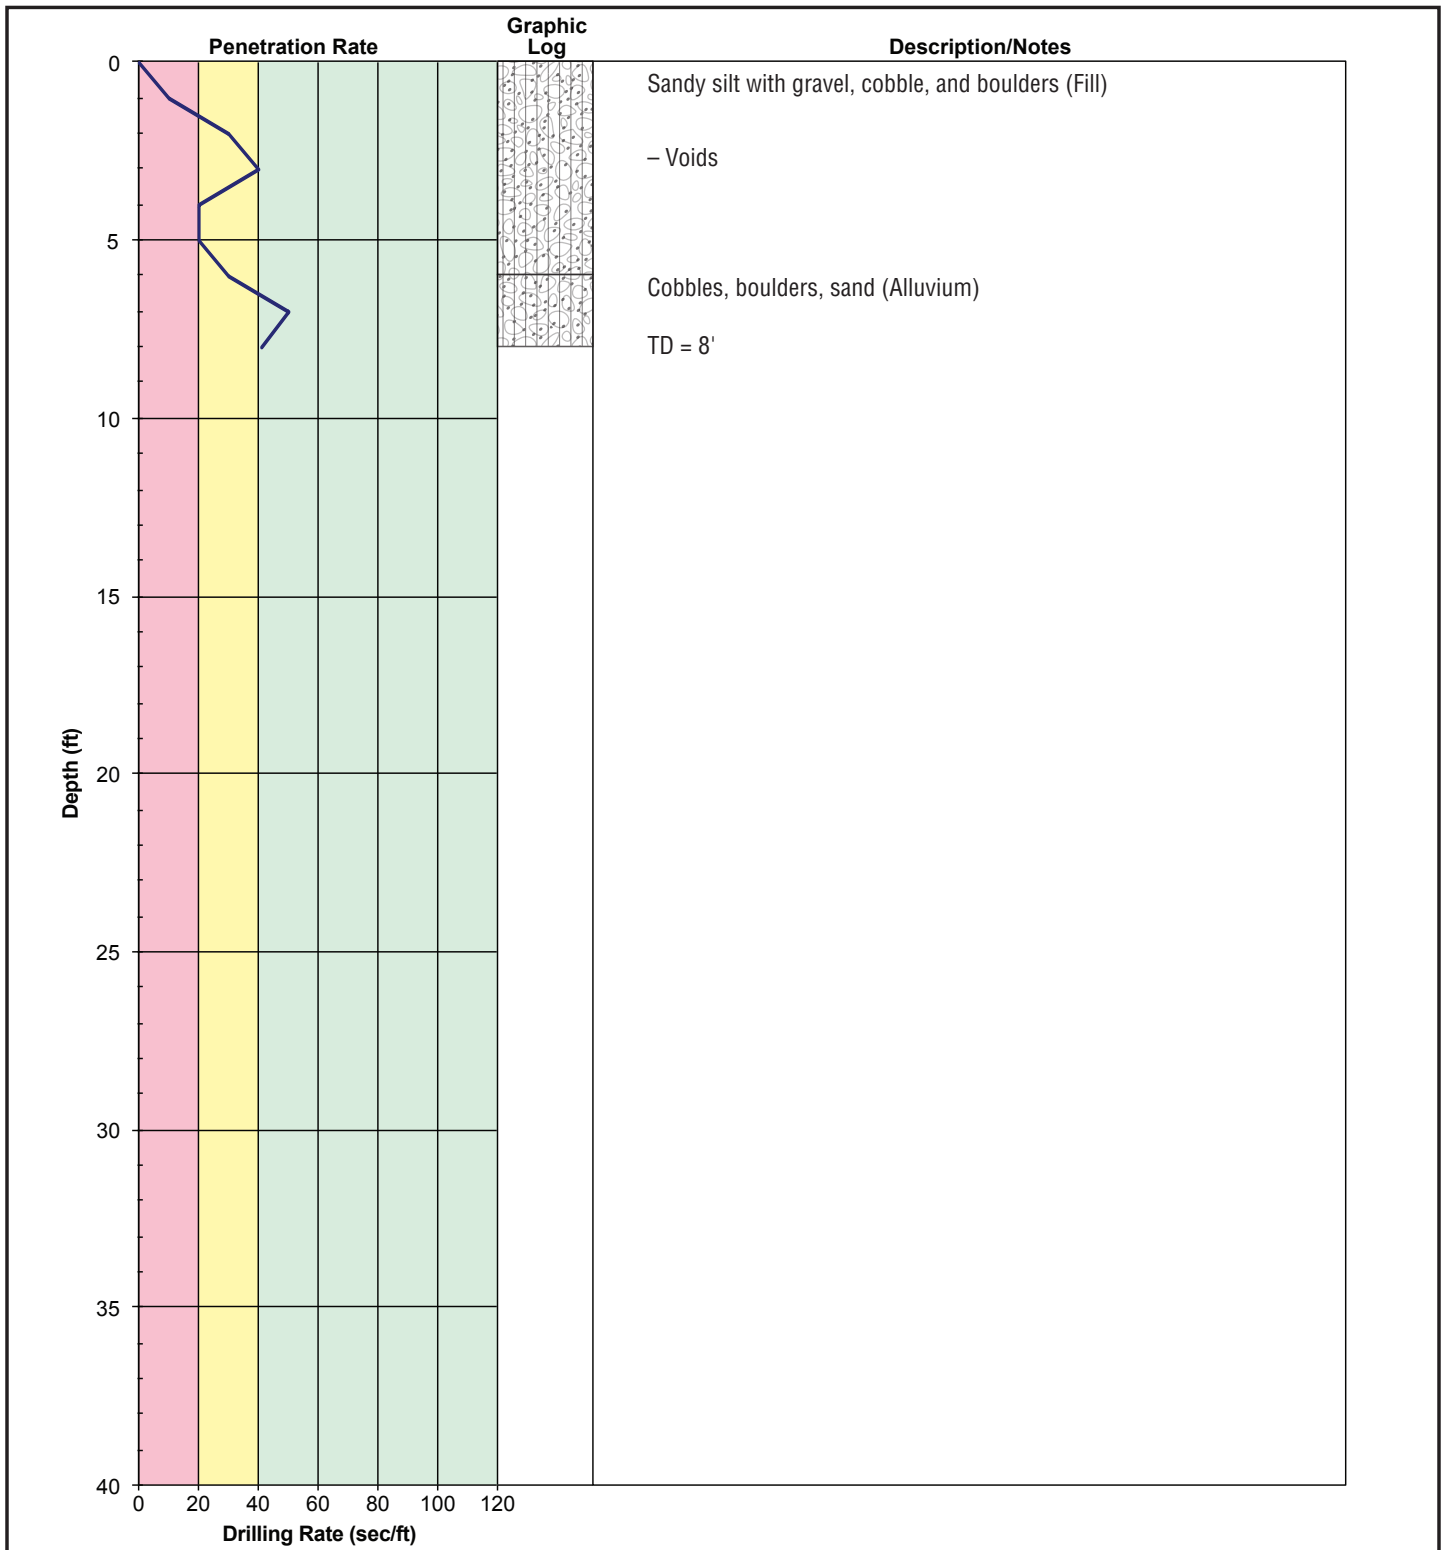 Penetration Rate
Graphic
Log
Description/Notes
0
Sandy silt with gravel, cobble, and boulders (Fill)
– Voids
5
Cobbles, boulders, sand (Alluvium)
TD = 8'
10
15
Depth (ft)
20
25
30
35
40
0 20 40 60 80 100 120
Drilling Rate (sec/ft)